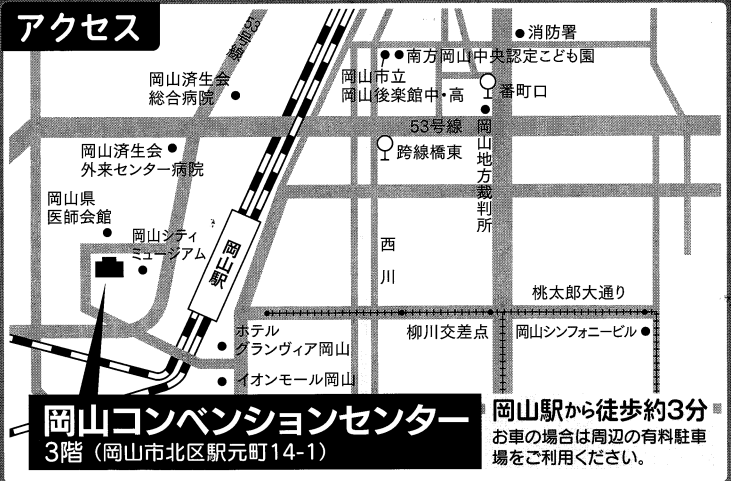 アクセス
53号線
消防署
南方岡山中央認定こども園
岡山市立
岡山後楽館中・高
番町口
岡山済生会
総合病院
53号線
岡山地方裁判所
跨線橋東
岡山済生会
外来センター病院
岡山県
医師会館
岡山シティ
ミュージアム
岡山駅
西川
桃太郎大通り
ホテル
グランヴィア岡山
柳川交差点
岡山シンフォニービル
イオンモール岡山
岡山コンベンションセンター
3階(岡山市北区駅元町14-1)
岡山駅から徒歩約3分
お車の場合は周辺の有料駐車
場をご利用ください。